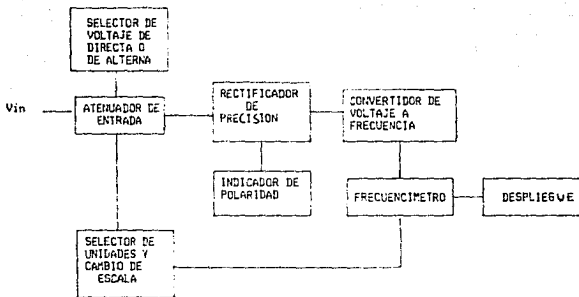 SELECTOR DE
VOLTAJE DE
DIRECTA O
DE ALTERNA
Vin
ATENUADOR DE
ENTRADA
RECTIFICADOR
DE
PRECISION
CONVERTIDOR DE
VOLTAJE A
FRECUENCIA
INDICADOR DE
POLARIDAD
FRECUENCIMETRO
DESPLIEGUE
SELECTOR DE
UNIDADES Y
CAMBIO DE
ESCALA